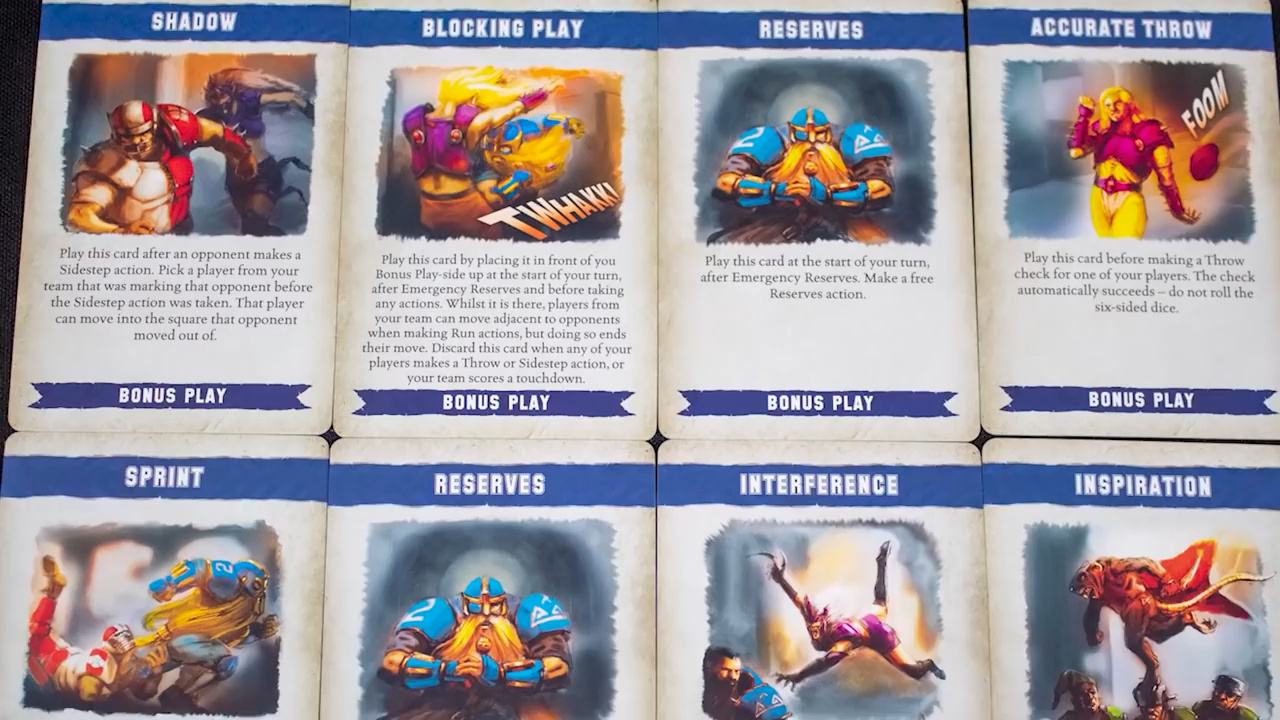 SHADOW
Play this card after an opponent makes a
Sidestep action. Pick a player from your
team that was marking that opponent before
the Sidestep action was taken. That player
can move into the square that opponent
moved out of.
BONUS PLAY
BLOCKING PLAY
TWHAKK!
Play this card by placing it in front of you
Bonus Play-side up at the start of your turn,
after Emergency Reserves and before taking
any actions. Whilst it is there, players from
your team can move adjacent to opponents
when making Run actions, but doing so ends
their move. Discard this card when any of your
players makes a Throw or Sidestep action, or
your team scores a touchdown.
BONUS PLAY
RESERVES
2
Play this card at the start of your turn,
after Emergency Reserves. Make a free
Reserves action.
BONUS PLAY
ACCURATE THROW
FOOM
Play this card before making a Throw
check for one of your players. The check
automatically succeeds – do not roll the
six-sided dice.
BONUS PLAY
SPRINT
2
RESERVES
2
INTERFERENCE
INSPIRATION